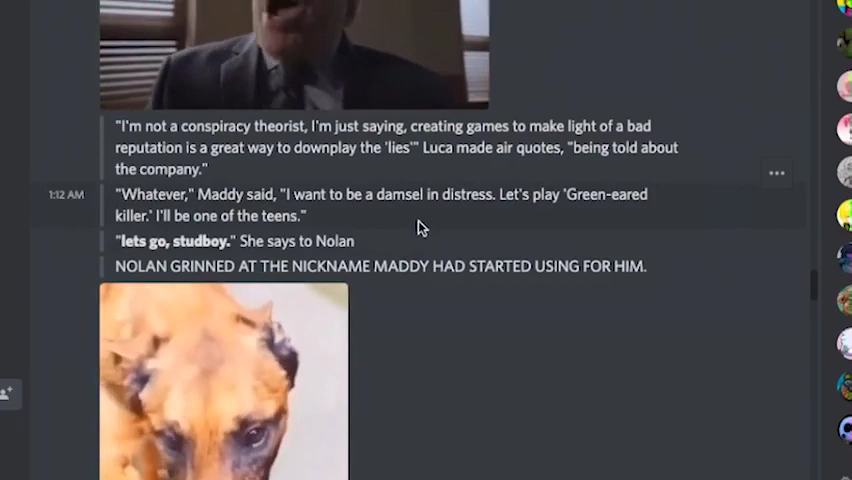 "I'm not a conspiracy theorist, I'm just saying, creating games to make light of a bad
reputation is a great way to downplay the 'lies'" Luca made air quotes, "being told about
the company."
1:12 AM
"Whatever," Maddy said, "I want to be a damsel in distress. Let's play 'Green-eared
killer.' I'll be one of the teens."
"lets go, studboy." She says to Nolan
NOLAN GRINNED AT THE NICKNAME MADDY HAD STARTED USING FOR HIM.